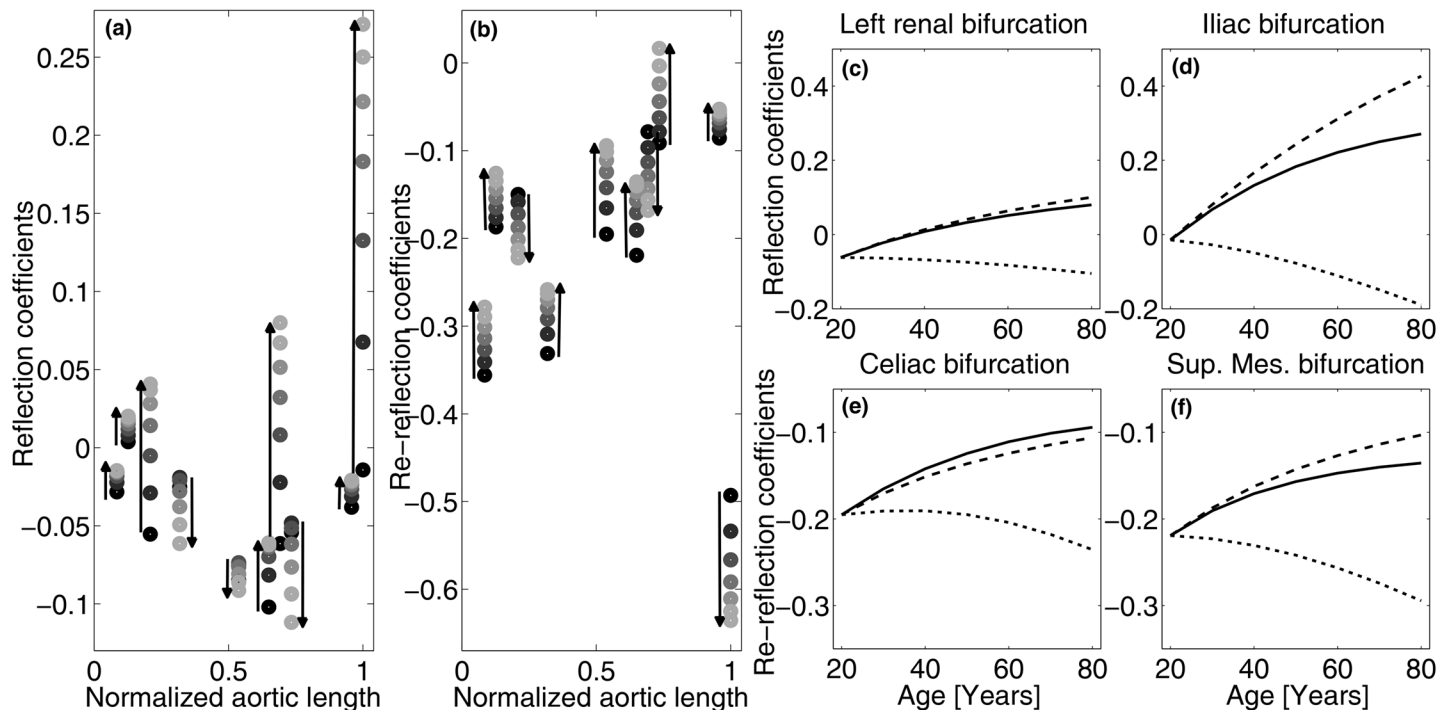 (a)
0.25
0.2
0.15
0.1
0.05
0
−0.05
−0.1
Reflection coefficients
0
0.5
1
Normalized aortic length
(b)
0
−0.1
−0.2
−0.3
−0.4
−0.5
−0.6
Re−reflection coefficients
0
0.5
1
Normalized aortic length
Left renal bifurcation
(c)
0.4
0.2
0
−0.2
Reflection coefficients
20 40 60 80
Iliac bifurcation
(d)
0.4
0.2
0
−0.2
20 40 60 80
Celiac bifurcation
(e)
−0.1
−0.2
−0.3
Re−reflection coefficients
20 40 60 80
Age [Years]
Sup. Mes. bifurcation
(f)
−0.1
−0.2
−0.3
20 40 60 80
Age [Years]